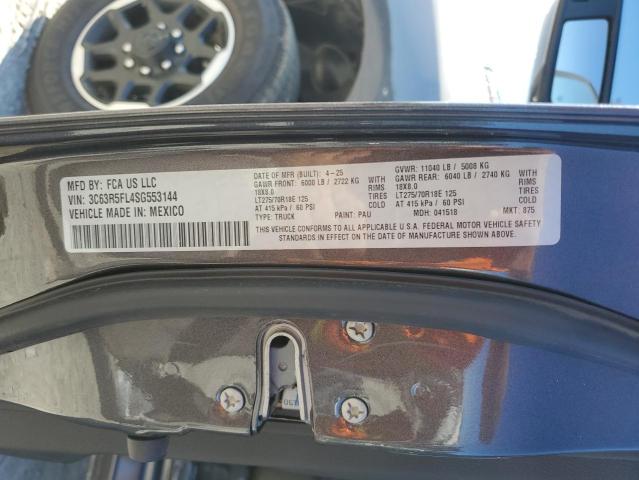 MFD BY: FCA US LLC
VIN: 3C63R5FL4SG553144
VEHICLE MADE IN: MEXICO
DATE OF MFR (BUILT): 4-25
GAWR FRONT: 6000 LB / 2722 KG WITH
18X8.0 RIMS
LT275/70R18E 125 TIRES
AT 415 kPa / 60 PSI COLD
TYPE: TRUCK PAINT: PAU
GVWR: 11040 LB / 5008 KG
GAWR REAR: 6040 LB / 2740 KG WITH
18X8.0 RIMS
LT275/70R18E 125 TIRES
AT 415 kPa / 60 PSI COLD
MDH: 041518 MKT: 875
THIS VEHICLE CONFORMS TO ALL APPLICABLE U.S.A. FEDERAL MOTOR VEHICLE SAFETY
STANDARDS IN EFFECT ON THE DATE OF MANUFACTURE SHOWN ABOVE.